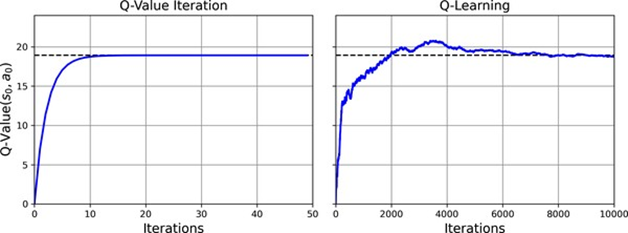 Q-Value Iteration
Q-Learning
Q-Value(s₀, a₀)
20
15
10
5
0
0 10 20 30 40 50
0 2000 4000 6000 8000 10000
Iterations
Iterations